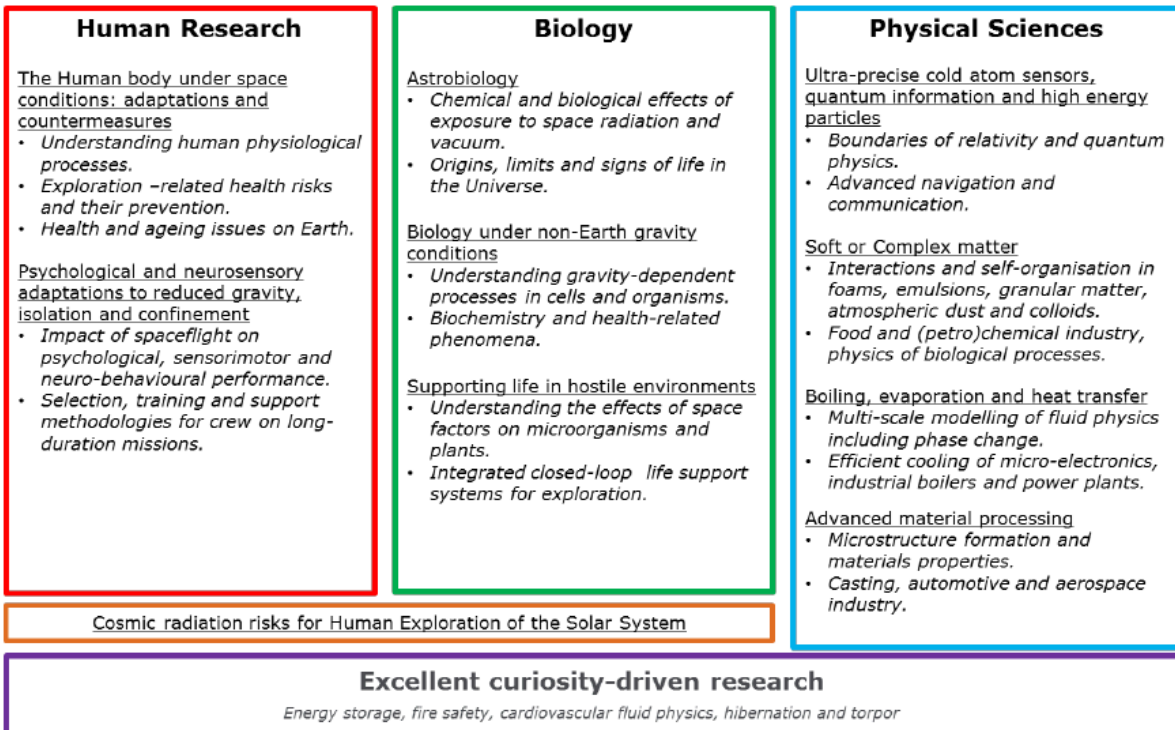 Human Research
The Human body under space
conditions: adaptations and
countermeasures
• Understanding human physiological
processes.
• Exploration –related health risks
and their prevention.
• Health and ageing issues on Earth.
Psychological and neurosensory
adaptations to reduced gravity,
isolation and confinement
• Impact of spaceflight on
psychological, sensorimotor and
neuro-behavioural performance.
• Selection, training and support
methodologies for crew on long-
duration missions.
Biology
Astrobiology
• Chemical and biological effects of
exposure to space radiation and
vacuum.
• Origins, limits and signs of life in
the Universe.
Biology under non-Earth gravity
conditions
• Understanding gravity-dependent
processes in cells and organisms.
• Biochemistry and health-related
phenomena.
Supporting life in hostile environments
• Understanding the effects of space
factors on microorganisms and
plants.
• Integrated closed-loop life support
systems for exploration.
Physical Sciences
Ultra-precise cold atom sensors,
quantum information and high energy
particles
• Boundaries of relativity and quantum
physics.
• Advanced navigation and
communication.
Soft or Complex matter
• Interactions and self-organisation in
foams, emulsions, granular matter,
atmospheric dust and colloids.
• Food and (petro)chemical industry,
physics of biological processes.
Boiling, evaporation and heat transfer
• Multi-scale modelling of fluid physics
including phase change.
• Efficient cooling of micro-electronics,
industrial boilers and power plants.
Advanced material processing
• Microstructure formation and
materials properties.
• Casting, automotive and aerospace
industry.
Cosmic radiation risks for Human Exploration of the Solar System
Excellent curiosity-driven research
Energy storage, fire safety, cardiovascular fluid physics, hibernation and torpor